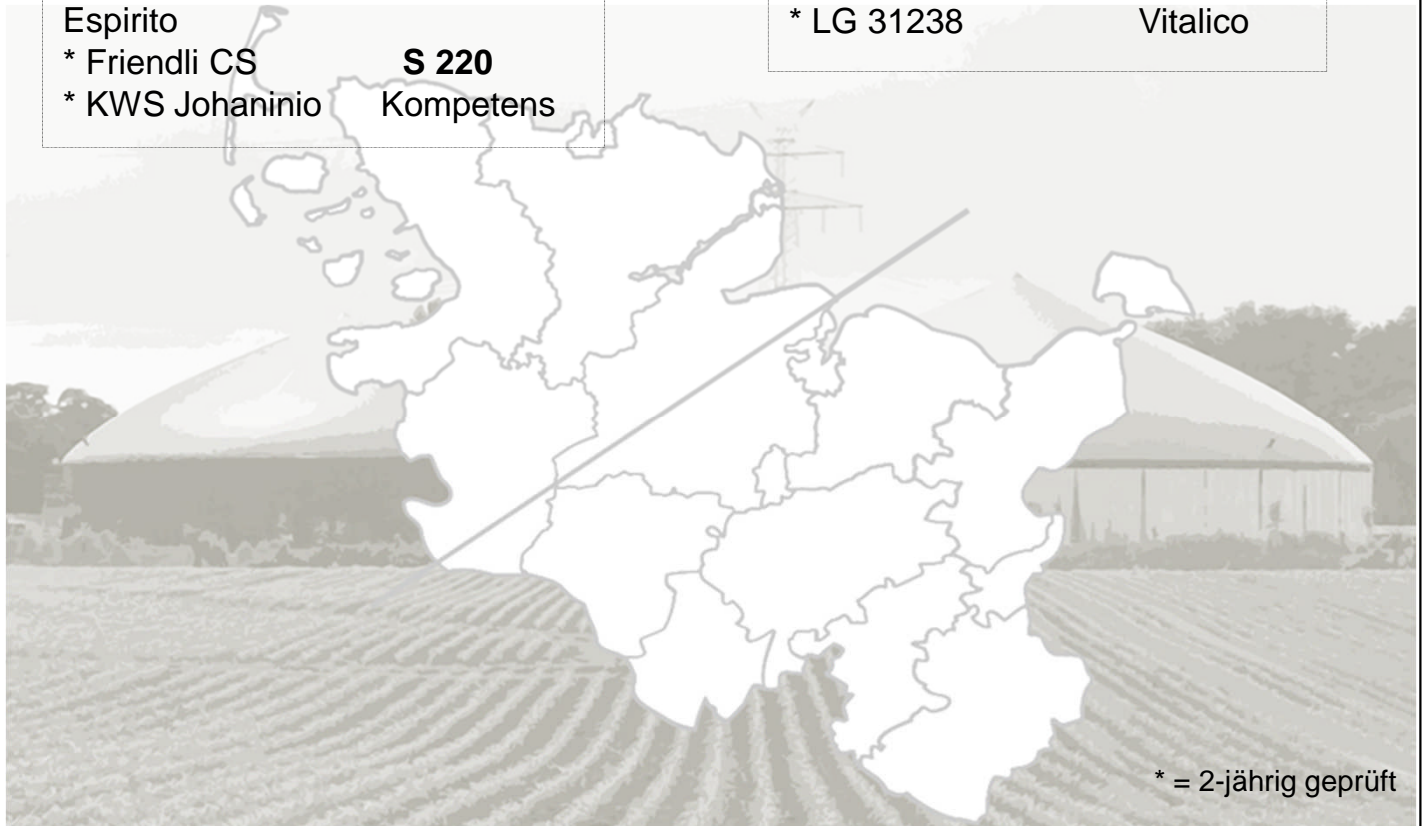 Espirito
* Friendli CS S 220
* KWS Johaninio Kompetens
* LG 31238 Vitalico
* = 2-jährig geprüft